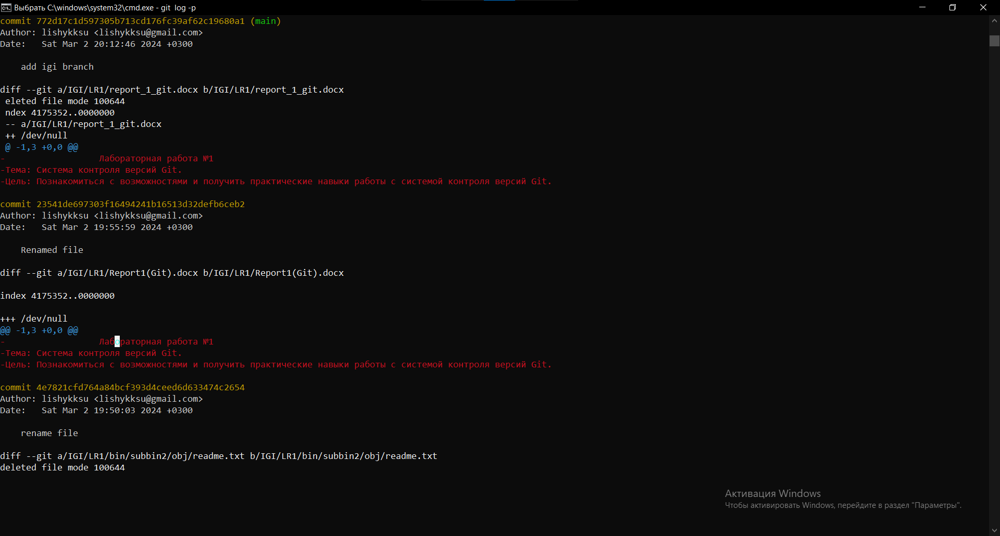 Выбрать C:\windows\system32\cmd.exe - git  log -p
commit 772d17c1d597305b713cd176fc39af62c19680a1 (main)
Author: lishykksu <lishykksu@gmail.com>
Date:   Sat Mar 2 20:12:46 2024 +0300
add igi branch
diff --git a/IGI/LR1/report_1_git.docx b/IGI/LR1/report_1_git.docx
eleted file mode 100644
ndex 4175352..0000000
-- a/IGI/LR1/report_1_git.docx
++ /dev/null
@ -1,3 +0,0 @@
-                  Лабораторная работа №1
-Тема: Система контроля версий Git.
-Цель: Познакомиться с возможностями и получить практические навыки работы с системой контроля версий Git.
commit 23541de697303f16494241b16513d32defb6ceb2
Author: lishykksu <lishykksu@gmail.com>
Date:   Sat Mar 2 19:55:59 2024 +0300
Renamed file
diff --git a/IGI/LR1/Report1(Git).docx b/IGI/LR1/Report1(Git).docx
index 4175352..0000000
+++ /dev/null
@@ -1,3 +0,0 @@
-                  Лабораторная работа №1
-Тема: Система контроля версий Git.
-Цель: Познакомиться с возможностями и получить практические навыки работы с системой контроля версий Git.
commit 4e7821cfd764a84bcf393d4ceed6d633474c2654
Author: lishykksu <lishykksu@gmail.com>
Date:   Sat Mar 2 19:50:03 2024 +0300
rename file
diff --git a/IGI/LR1/bin/subbin2/obj/readme.txt b/IGI/LR1/bin/subbin2/obj/readme.txt
deleted file mode 100644
Активация Windows
Чтобы активировать Windows, перейдите в раздел "Параметры".